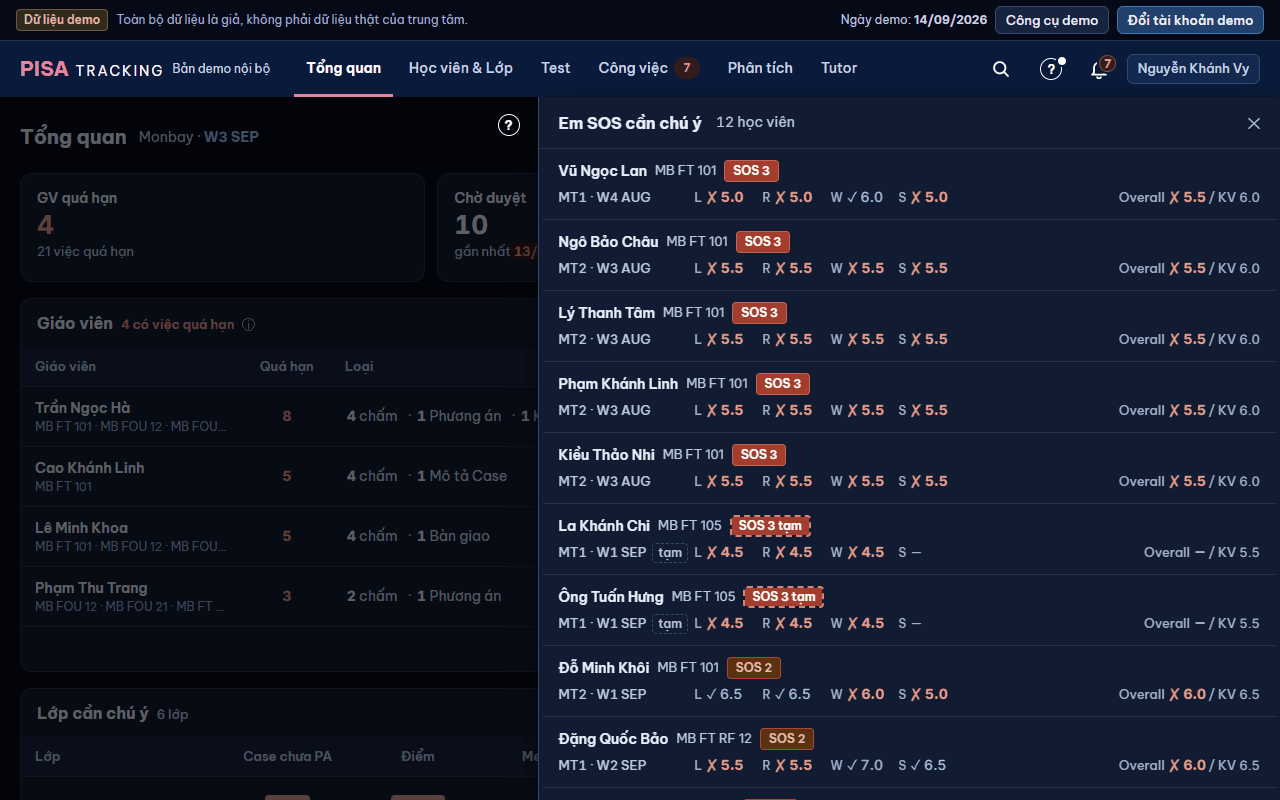 Dữ liệu demo Toàn bộ dữ liệu là giả, không phải dữ liệu thật của trung tâm. Ngày demo: 14/09/2026 Công cụ demo Đổi tài khoản demo
PISA TRACKING Bản demo nội bộ Tổng quan Học viên & Lớp Test Công việc 7 Phân tích Tutor ? 7 Nguyễn Khánh Vy
Tổng quan Monbay · W3 SEP ?
GV quá hạn
4
21 việc quá hạn
Chờ duyệt
10
gần nhất 13/
Giáo viên 4 có việc quá hạn ⓘ
Giáo viên Quá hạn Loại
Trần Ngọc Hà 8 4 chấm · 1 Phương án · 1
MB FT 101 · MB FOU 12 · MB FOU...
Cao Khánh Linh 5 4 chấm · 1 Mô tả Case
MB FT 101
Lê Minh Khoa 5 4 chấm · 1 Bàn giao
MB FT 101 · MB FOU 12 · MB FOU...
Phạm Thu Trang 3 2 chấm · 1 Phương án
MB FOU 12 · MB FOU 21 · MB FT ...
Lớp cần chú ý 6 lớp
Lớp Case chưa PA Điểm
Em SOS cần chú ý 12 học viên
Vũ Ngọc Lan MB FT 101 SOS 3
MT1 · W4 AUG L ✗ 5.0 R ✗ 5.0 W ✓ 6.0 S ✗ 5.0 Overall ✗ 5.5 / KV 6.0
Ngô Bảo Châu MB FT 101 SOS 3
MT2 · W3 AUG L ✗ 5.5 R ✗ 5.5 W ✗ 5.5 S ✗ 5.5 Overall ✗ 5.5 / KV 6.0
Lý Thanh Tâm MB FT 101 SOS 3
MT2 · W3 AUG L ✗ 5.5 R ✗ 5.5 W ✗ 5.5 S ✗ 5.5 Overall ✗ 5.5 / KV 6.0
Phạm Khánh Linh MB FT 101 SOS 3
MT2 · W3 AUG L ✗ 5.5 R ✗ 5.5 W ✗ 5.5 S ✗ 5.5 Overall ✗ 5.5 / KV 6.0
Kiều Thảo Nhi MB FT 101 SOS 3
MT2 · W3 AUG L ✗ 5.5 R ✗ 5.5 W ✗ 5.5 S ✗ 5.5 Overall ✗ 5.5 / KV 6.0
La Khánh Chi MB FT 105 SOS 3 tạm
MT1 · W1 SEP tạm L ✗ 4.5 R ✗ 4.5 W ✗ 4.5 S — Overall — / KV 5.5
Ông Tuấn Hưng MB FT 105 SOS 3 tạm
MT1 · W1 SEP tạm L ✗ 4.5 R ✗ 4.5 W ✗ 4.5 S — Overall — / KV 5.5
Đỗ Minh Khôi MB FT 101 SOS 2
MT2 · W1 SEP L ✓ 6.5 R ✓ 6.5 W ✗ 6.0 S ✗ 5.0 Overall ✗ 6.0 / KV 6.5
Đặng Quốc Bảo MB FT RF 12 SOS 2
MT1 · W2 SEP L ✗ 5.5 R ✗ 5.5 W ✓ 7.0 S ✓ 6.5 Overall ✗ 6.0 / KV 6.5